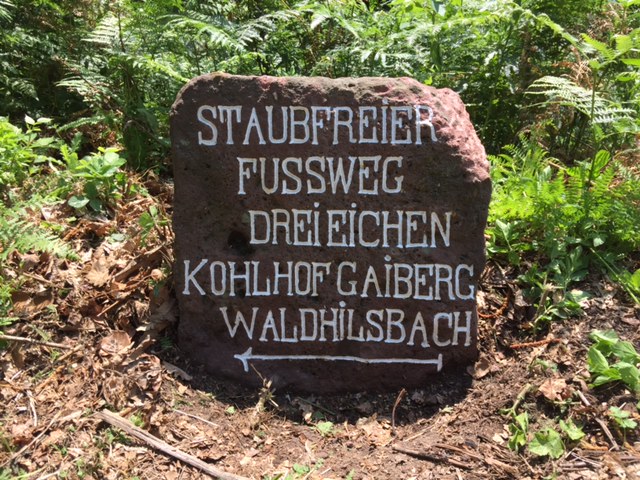 STAUBFREiER
FUSSWEG
DREiEiCHEN
KOHLHOF GAiBERG
WALDHiLSBACH